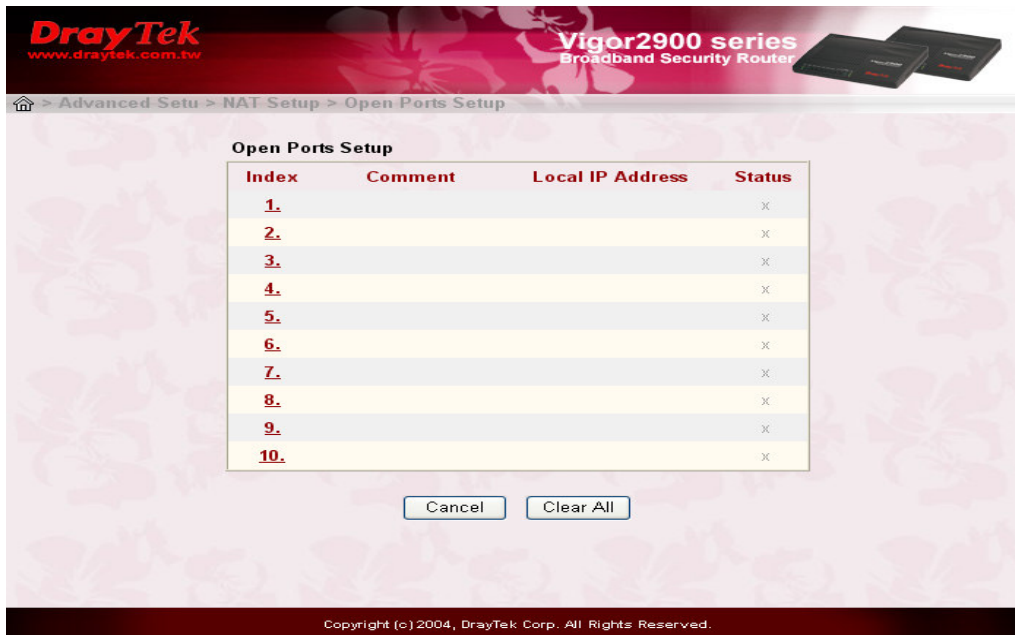 DrayTek
www.draytek.com.tw
Vigor2900 series
Broadband Security Router
> Advanced Setu > NAT Setup > Open Ports Setup
Open Ports Setup
Index Comment Local IP Address Status
1. x
2. x
3. x
4. x
5. x
6. x
7. x
8. x
9. x
10. x
Cancel Clear All
Copyright (c)2004, DrayTek Corp. All Rights Reserved.